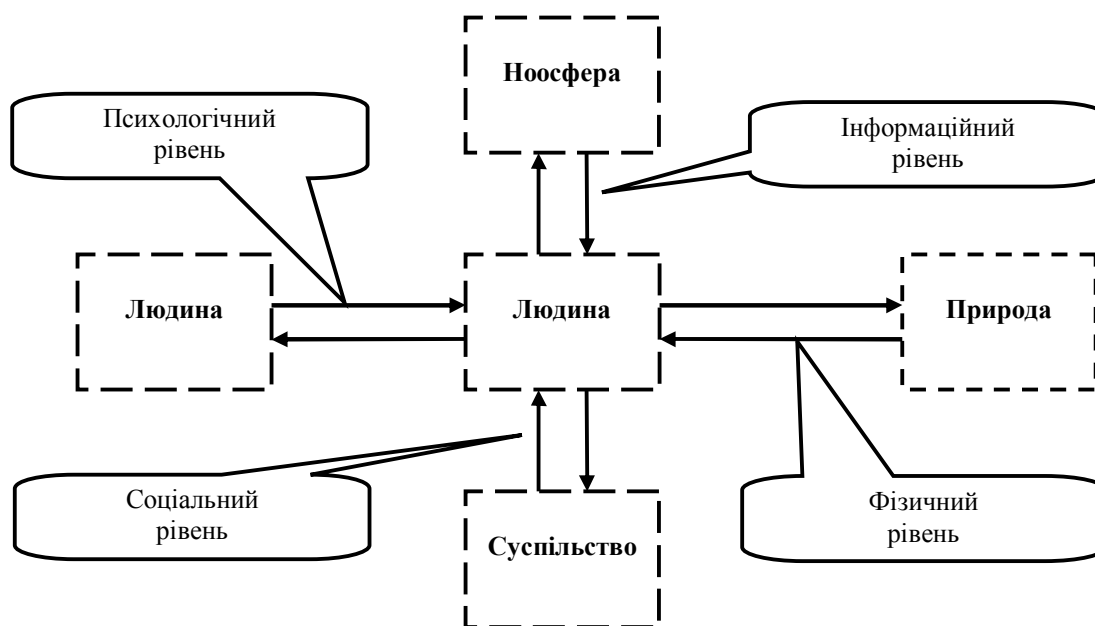 Ноосфера
Психологічний
рівень
Інформаційний
рівень
Людина
Людина
Природа
Соціальний
рівень
Суспільство
Фізичний
рівень